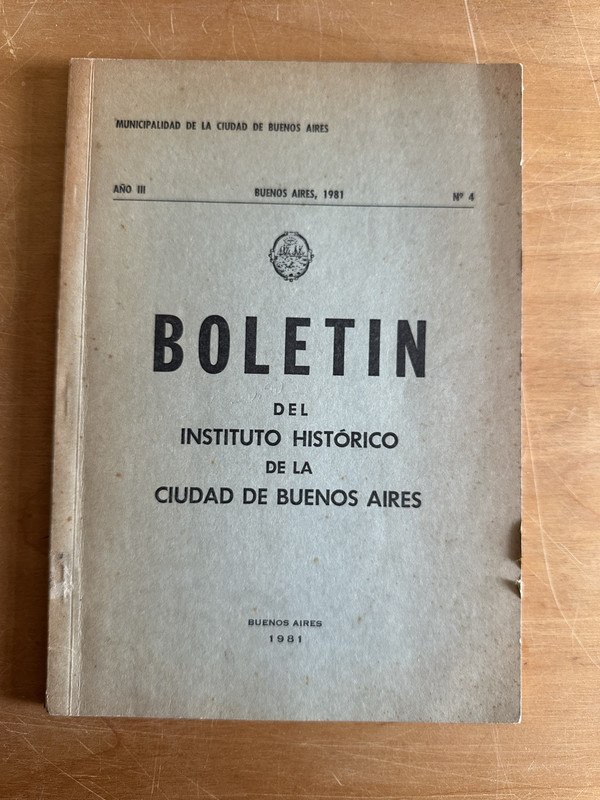 MUNICIPALIDAD DE LA CIUDAD DE BUENOS AIRES
AÑO III BUENOS AIRES, 1981 Nº 4
BOLETIN
DEL
INSTITUTO HISTÓRICO
DE LA
CIUDAD DE BUENOS AIRES
BUENOS AIRES
1981